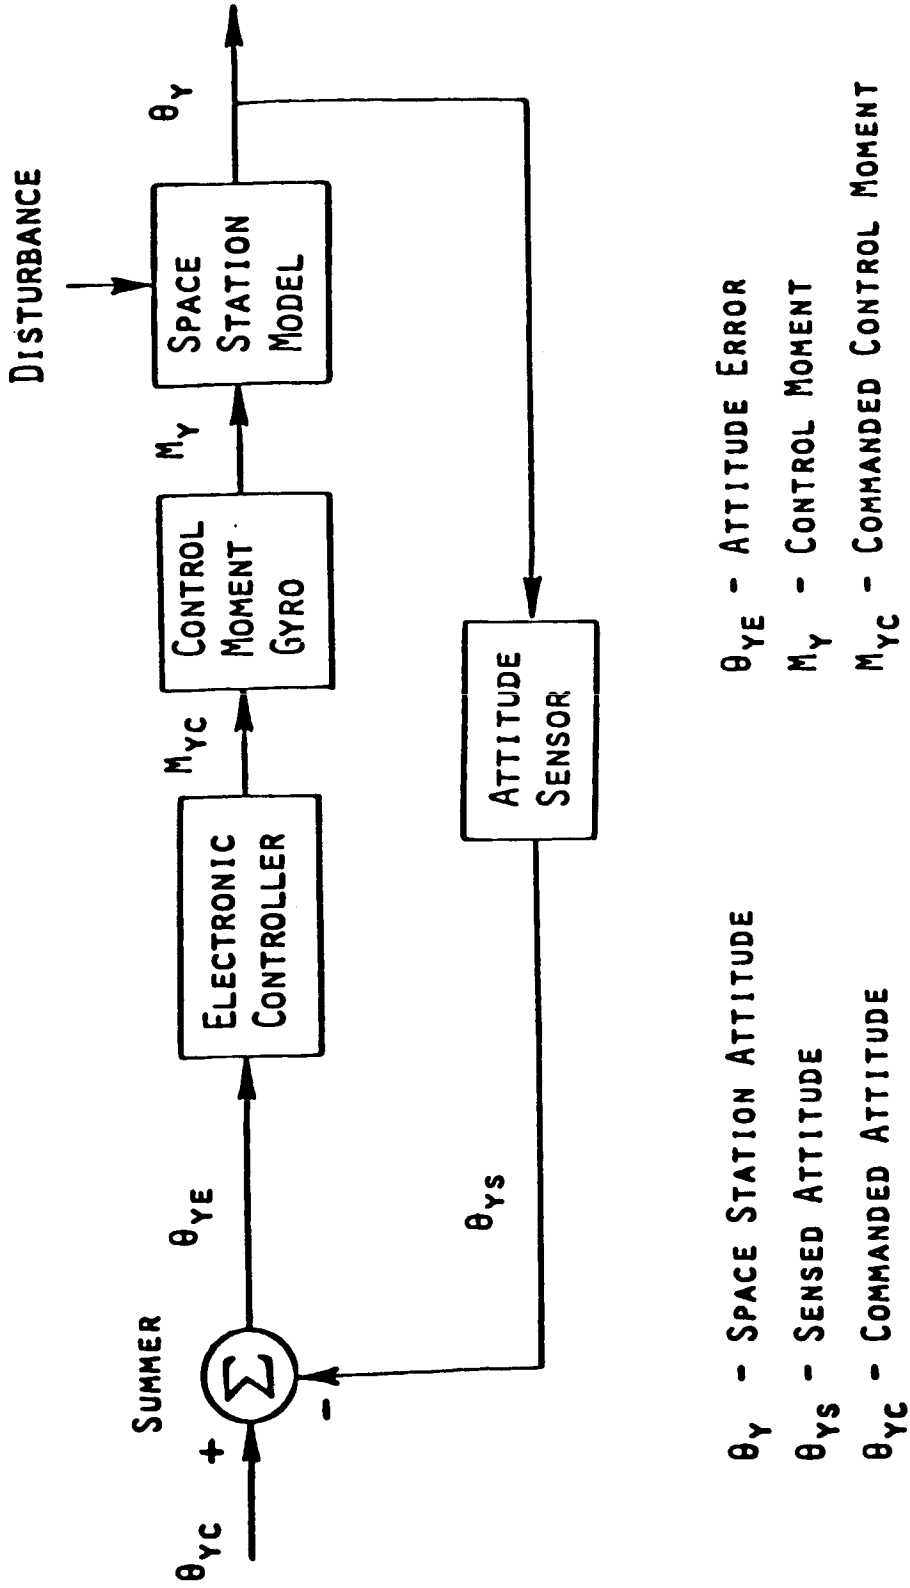 DISTURBANCE
SUMMER
θYC
+
-
Σ
θYE
ELECTRONIC
CONTROLLER
MYC
CONTROL
MOMENT
GYRO
MY
SPACE
STATION
MODEL
θY
θYS
ATTITUDE
SENSOR
θY - SPACE STATION ATTITUDE
θYS - SENSED ATTITUDE
θYC - COMMANDED ATTITUDE
θYE - ATTITUDE ERROR
MY - CONTROL MOMENT
MYC - COMMANDED CONTROL MOMENT